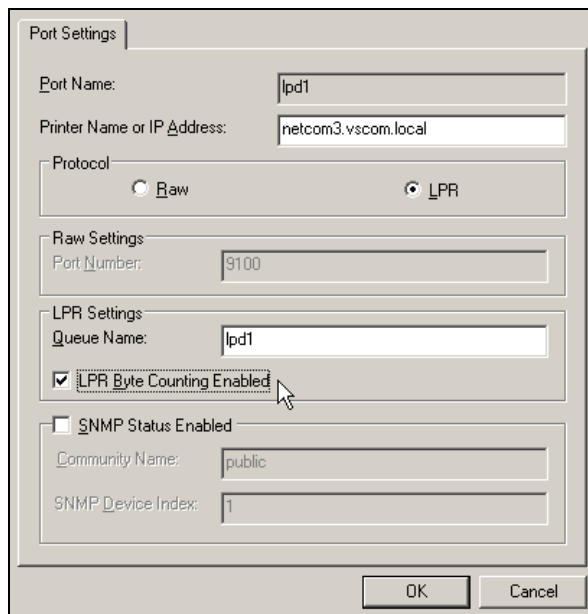 Port Settings
Port Name: lpd1
Printer Name or IP Address: netcom3.vscom.local
Protocol
Raw LPR
Raw Settings
Port Number: 9100
LPR Settings
Queue Name: lpd1
LPR Byte Counting Enabled
SNMP Status Enabled
Community Name: public
SNMP Device Index: 1
OK Cancel